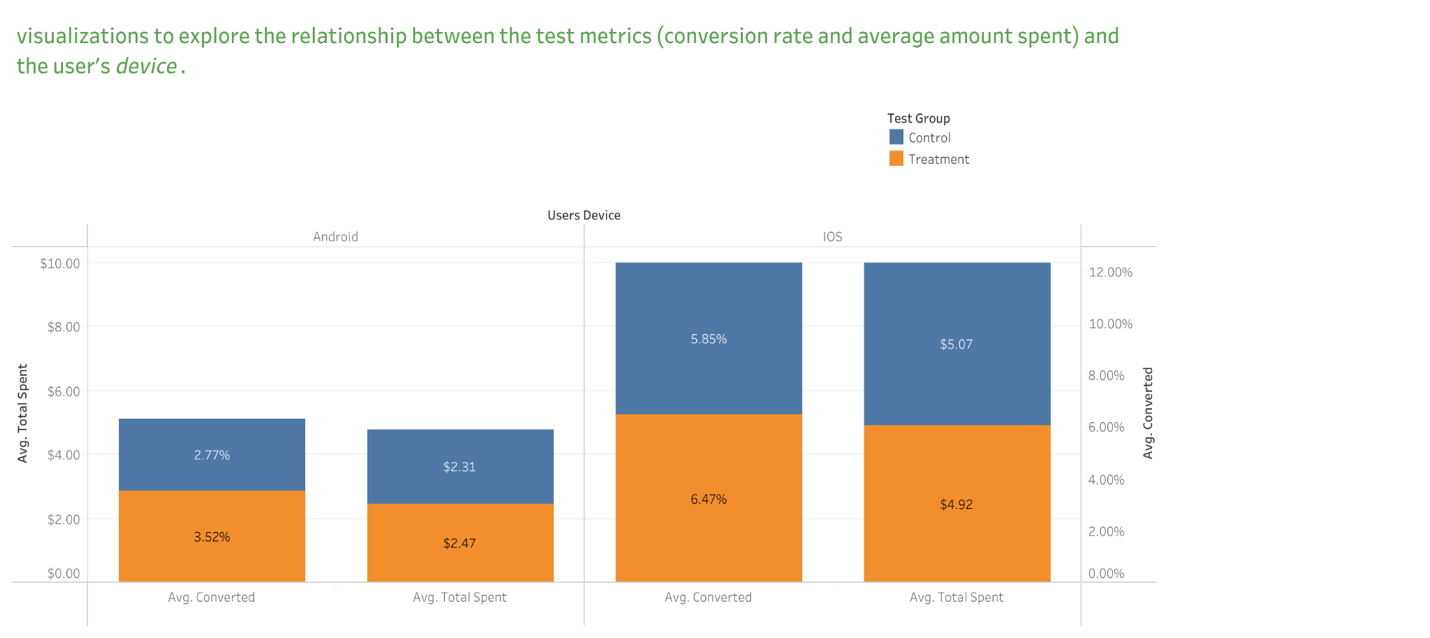 visualizations to explore the relationship between the test metrics (conversion rate and average amount spent) and
the user's device.
Test Group
Control
Treatment
Users Device
Android
IOS
Avg. Total Spent
$10.00
$8.00
$6.00
$4.00
$2.00
$0.00
2.77%
3.52%
$2.31
$2.47
5.85%
6.47%
$5.07
$4.92
12.00%
10.00%
8.00%
6.00%
4.00%
2.00%
0.00%
Avg. Converted
Avg. Converted
Avg. Total Spent
Avg. Converted
Avg. Total Spent